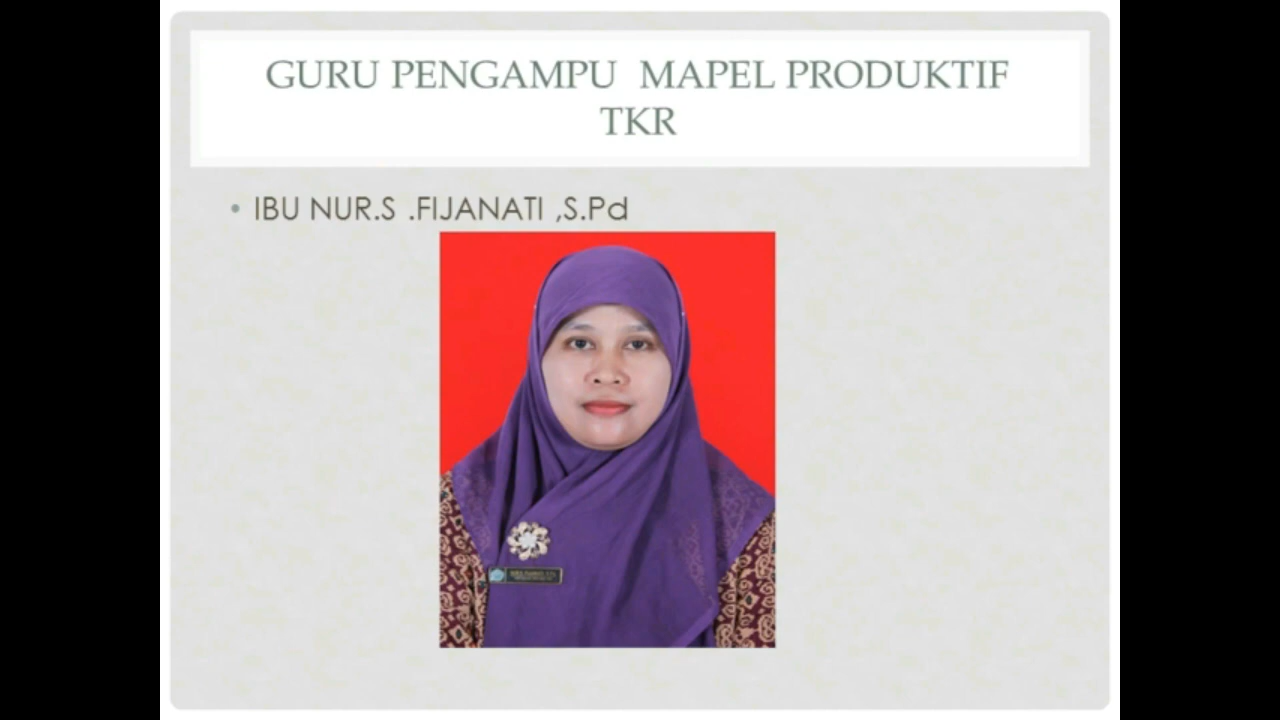 GURU PENGAMPU MAPEL PRODUKTIF
TKR
• IBU NUR.S .FIJANATI ,S.Pd